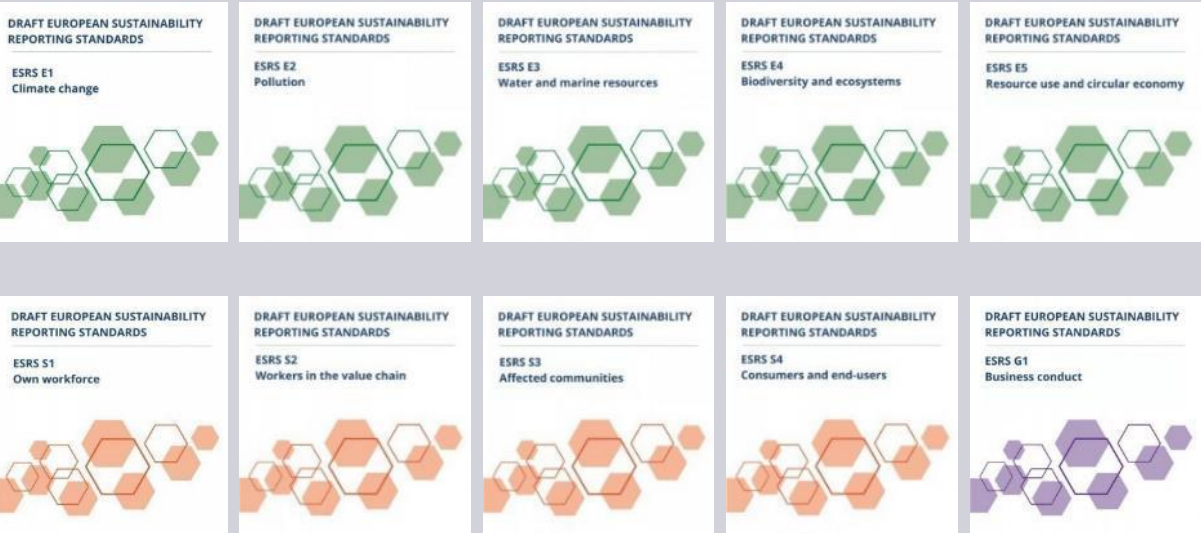 DRAFT EUROPEAN SUSTAINABILITY
REPORTING STANDARDS
ESRS E1
Climate change
DRAFT EUROPEAN SUSTAINABILITY
REPORTING STANDARDS
ESRS E2
Pollution
DRAFT EUROPEAN SUSTAINABILITY
REPORTING STANDARDS
ESRS E3
Water and marine resources
DRAFT EUROPEAN SUSTAINABILITY
REPORTING STANDARDS
ESRS E4
Biodiversity and ecosystems
DRAFT EUROPEAN SUSTAINABILITY
REPORTING STANDARDS
ESRS E5
Resource use and circular economy
DRAFT EUROPEAN SUSTAINABILITY
REPORTING STANDARDS
ESRS S1
Own workforce
DRAFT EUROPEAN SUSTAINABILITY
REPORTING STANDARDS
ESRS S2
Workers in the value chain
DRAFT EUROPEAN SUSTAINABILITY
REPORTING STANDARDS
ESRS S3
Affected communities
DRAFT EUROPEAN SUSTAINABILITY
REPORTING STANDARDS
ESRS S4
Consumers and end-users
DRAFT EUROPEAN SUSTAINABILITY
REPORTING STANDARDS
ESRS G1
Business conduct